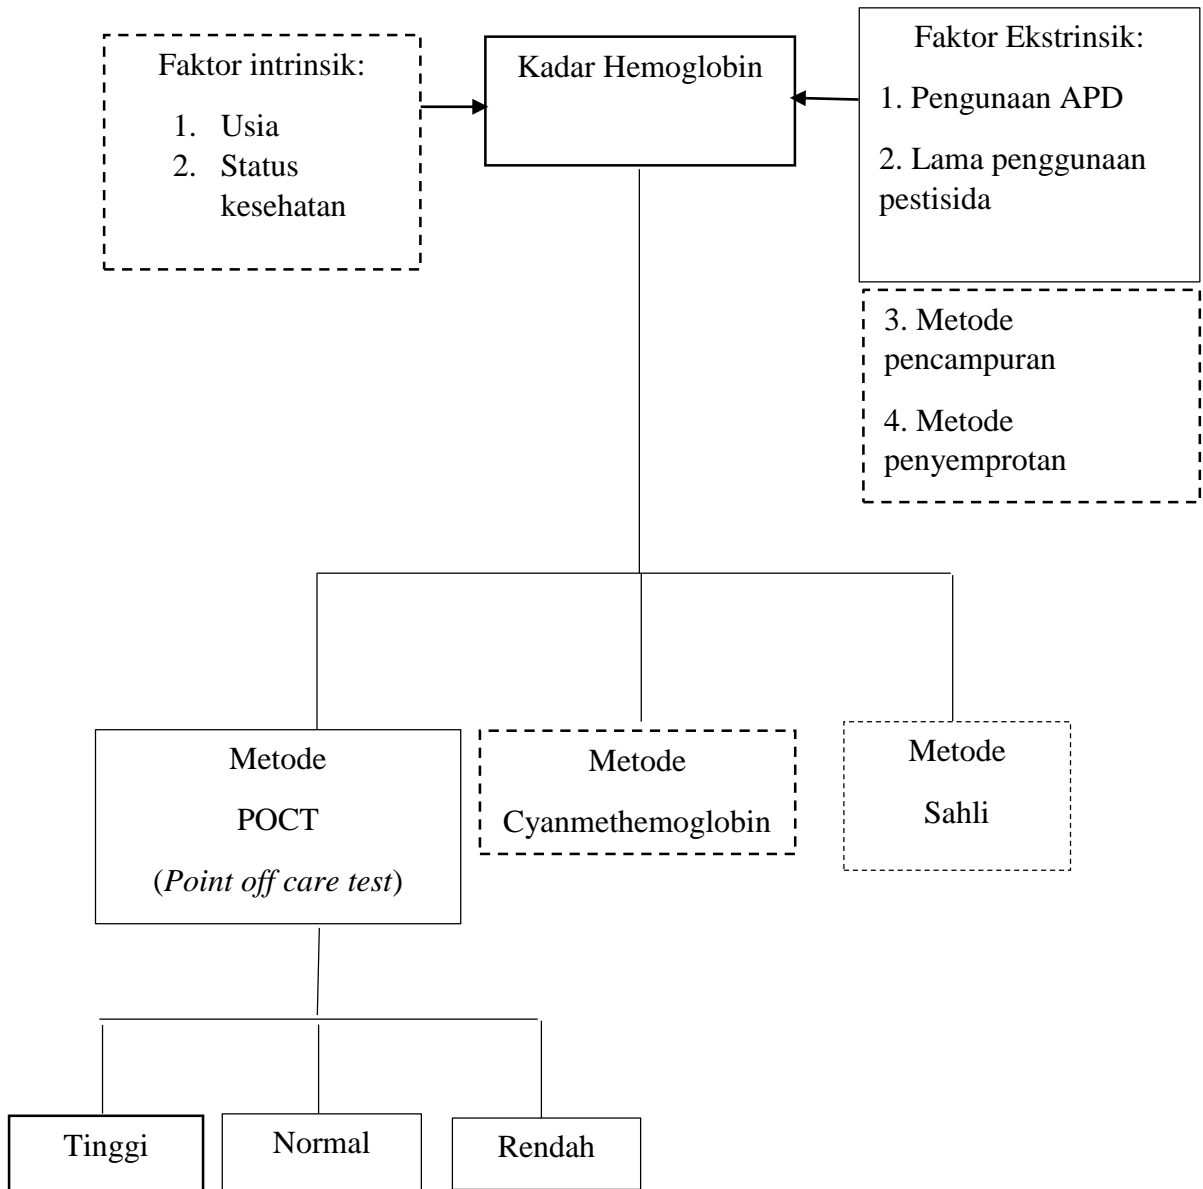 Faktor intrinsik:
1. Usia
2. Status
kesehatan
Kadar Hemoglobin
Faktor Ekstrinsik:
1. Pengunaan APD
2. Lama penggunaan
pestisida
3. Metode
pencampuran
4. Metode
penyemprotan
Metode
POCT
(Point off care test)
Metode
Cyanmethemoglobin
Metode
Sahli
Tinggi
Normal
Rendah